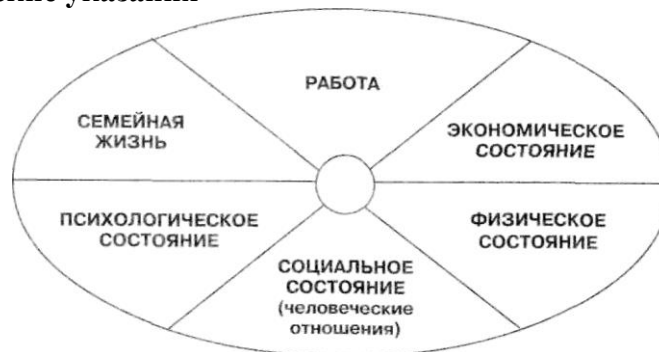 РАБОТА
СЕМЕЙНАЯ
ЖИЗНЬ
ЭКОНОМИЧЕСКОЕ
СОСТОЯНИЕ
ПСИХОЛОГИЧЕСКОЕ
СОСТОЯНИЕ
ФИЗИЧЕСКОЕ
СОСТОЯНИЕ
СОЦИАЛЬНОЕ
СОСТОЯНИЕ
(человеческие
отношения)